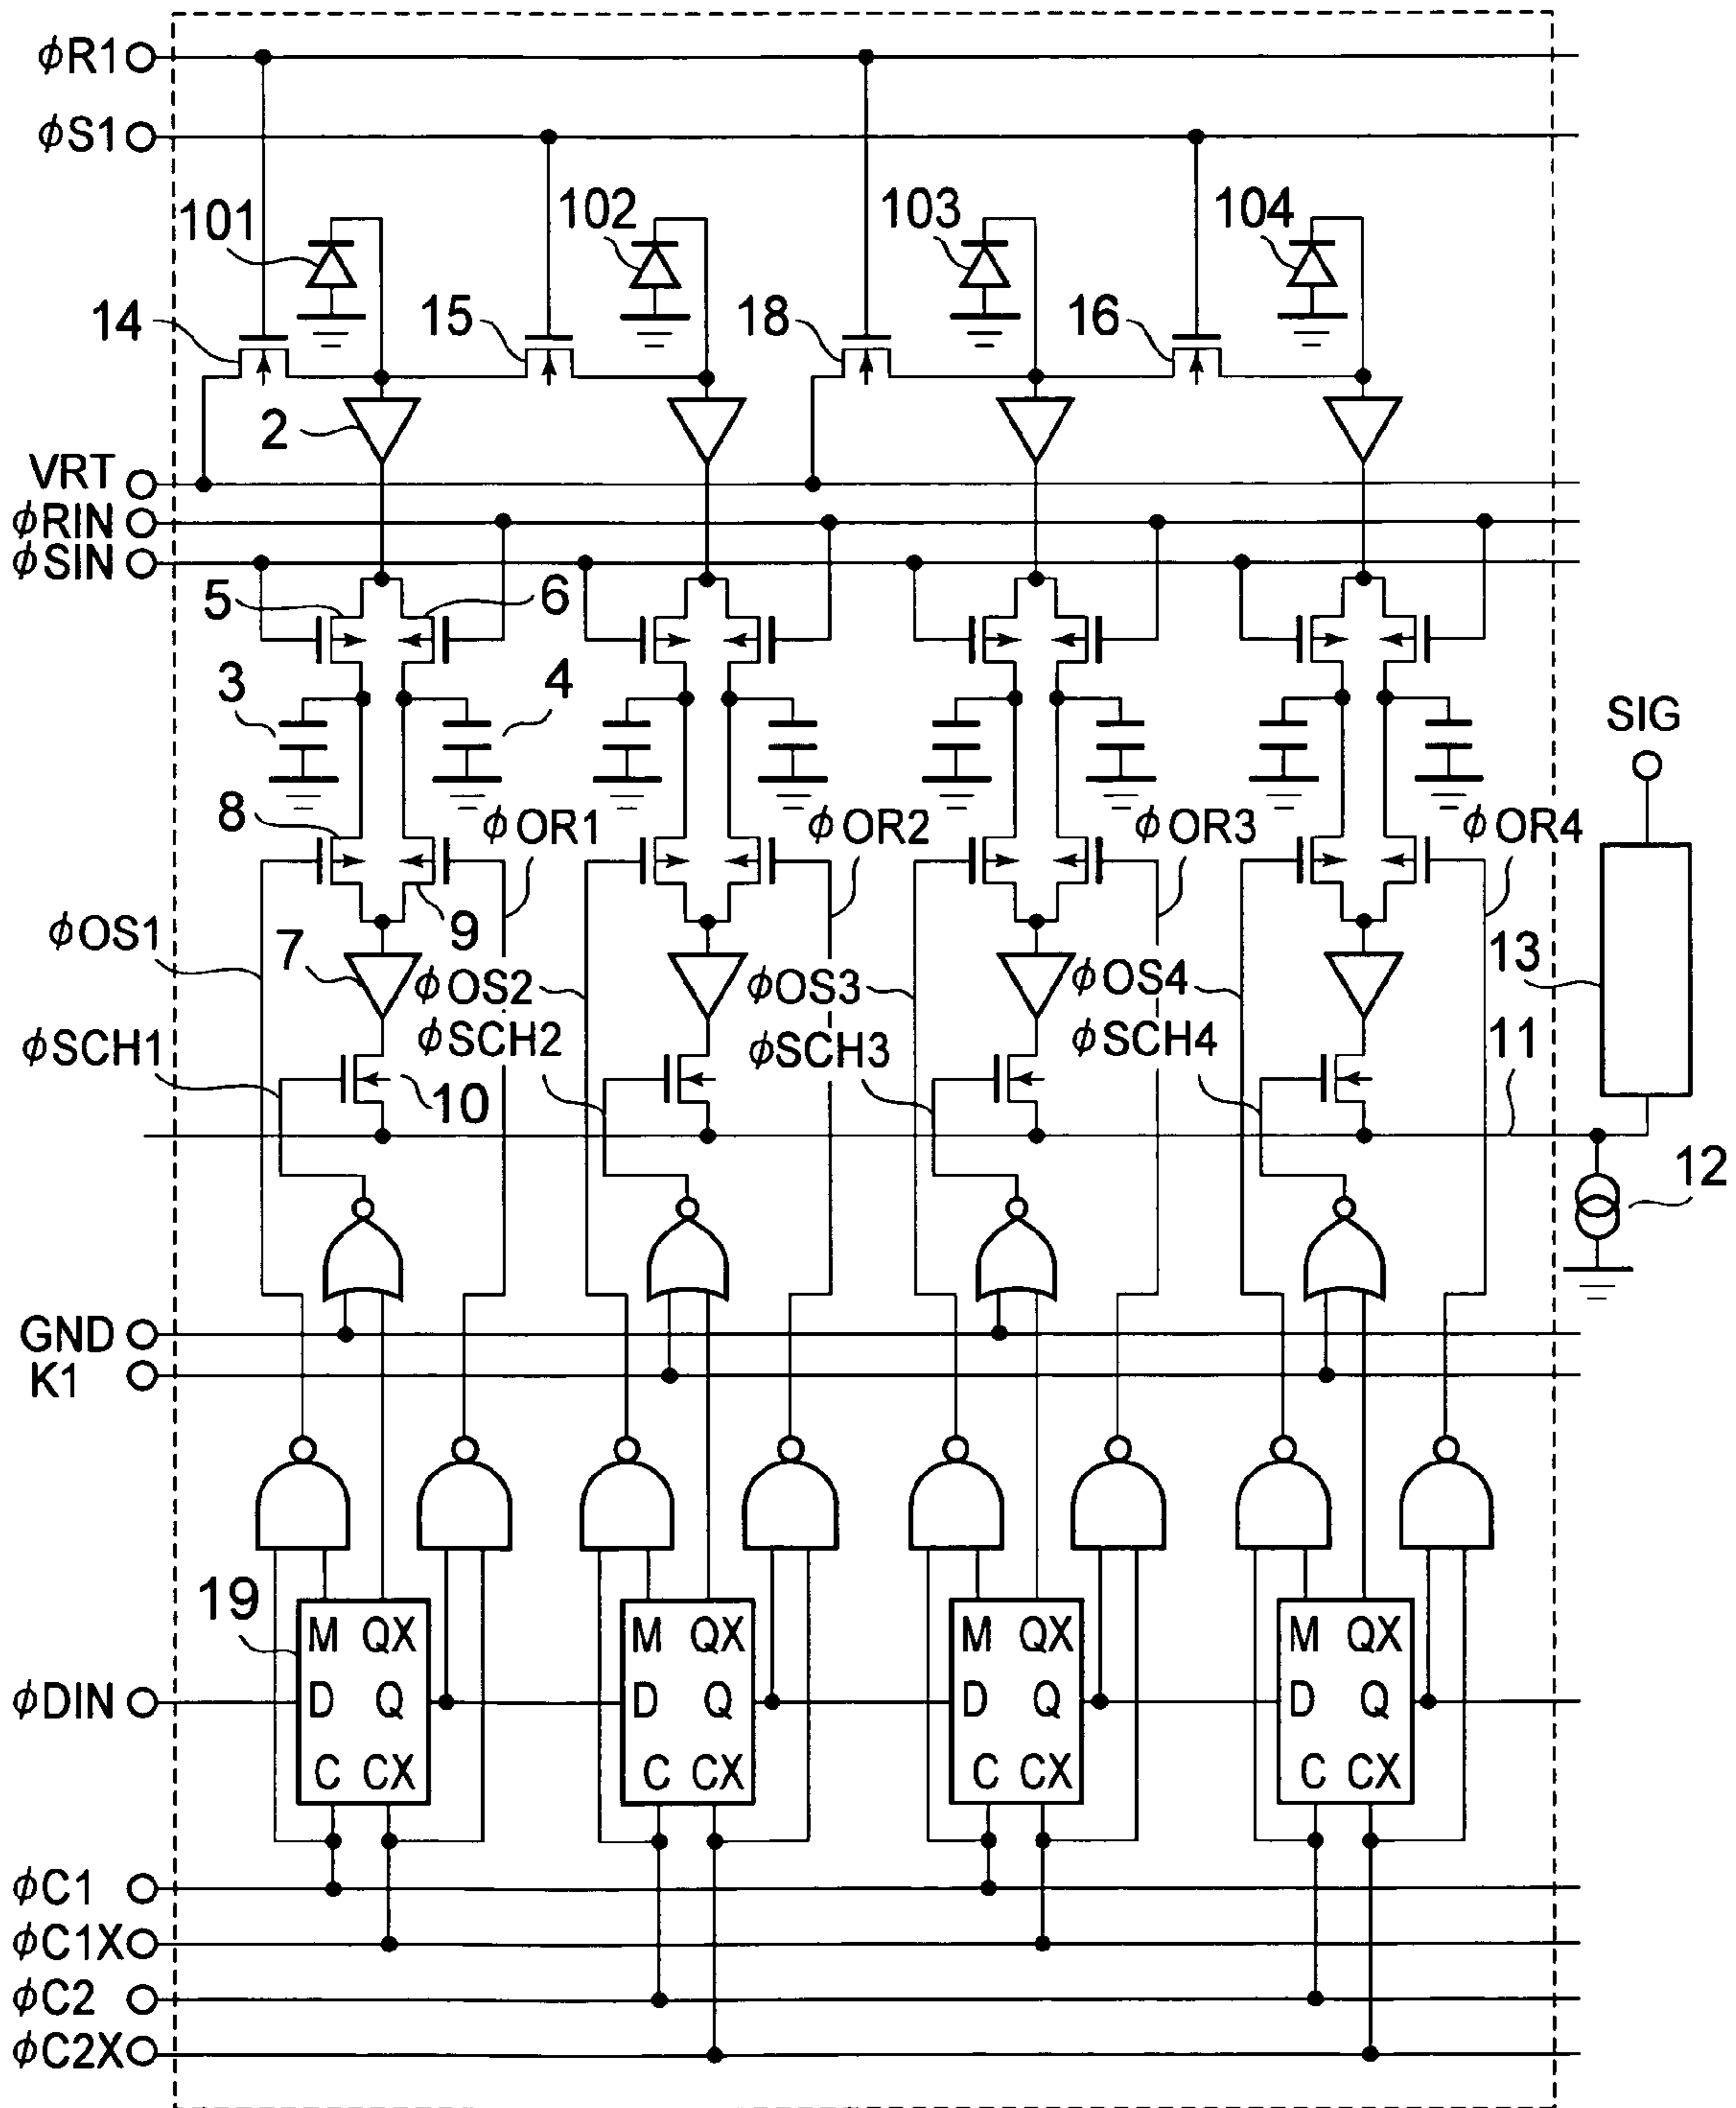 ϕR1
ϕS1
101
102
103
104
14
15
18
16
2
VRT
ϕRIN
ϕSIN
5
6
3
4
SIG
8
ϕOR1
ϕOR2
ϕOR3
ϕOR4
ϕOS1
7
9
ϕOS2
ϕOS3
ϕOS4
13
ϕSCH1
ϕSCH2
ϕSCH3
ϕSCH4
11
10
12
GND
K1
19
M QX
M QX
M QX
M QX
ϕDIN
D Q
D Q
D Q
D Q
C CX
C CX
C CX
C CX
ϕC1
ϕC1X
ϕC2
ϕC2X